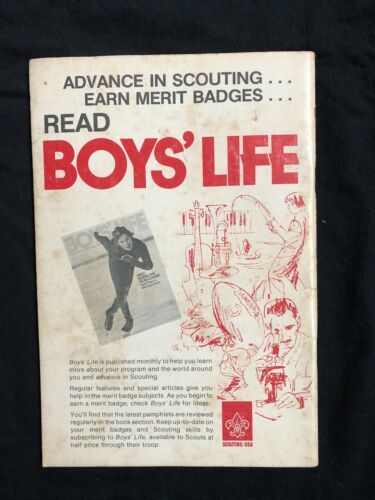 ADVANCE IN SCOUTING...
EARN MERIT BADGES...
READ
BOYS' LIFE
BOYS' LIFE
Boys' Life is published monthly to help you learn
more about your program and the world around
you and advance in Scouting.
Regular features and special articles give you
help in the merit badge subjects. As you begin to
earn a merit badge, check Boys' Life for ideas.
You'll find that the latest pamphlets are reviewed
regularly in the book section. Keep up-to-date on
your merit badges and Scouting skills by
subscribing to Boys' Life, available to Scouts at
half price through their troop.
SCOUTING/USA